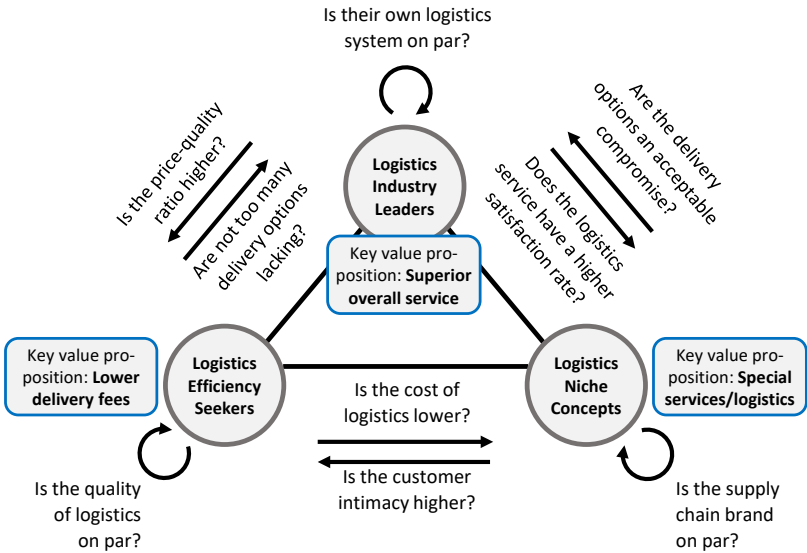 Is their own logistics
system on par?
Is the price-quality
ratio higher?
Are not too many
delivery options
lacking?
Logistics
Industry
Leaders
Are the delivery
options an acceptable
compromise?
Does the logistics
service have a higher
satisfaction rate?
Key value pro-
position: Superior
overall service
Key value pro-
position: Lower
delivery fees
Logistics
Efficiency
Seekers
Logistics
Niche
Concepts
Key value pro-
position: Special
services/logistics
Is the cost of
logistics lower?
Is the customer
intimacy higher?
Is the quality
of logistics
on par?
Is the supply
chain brand
on par?